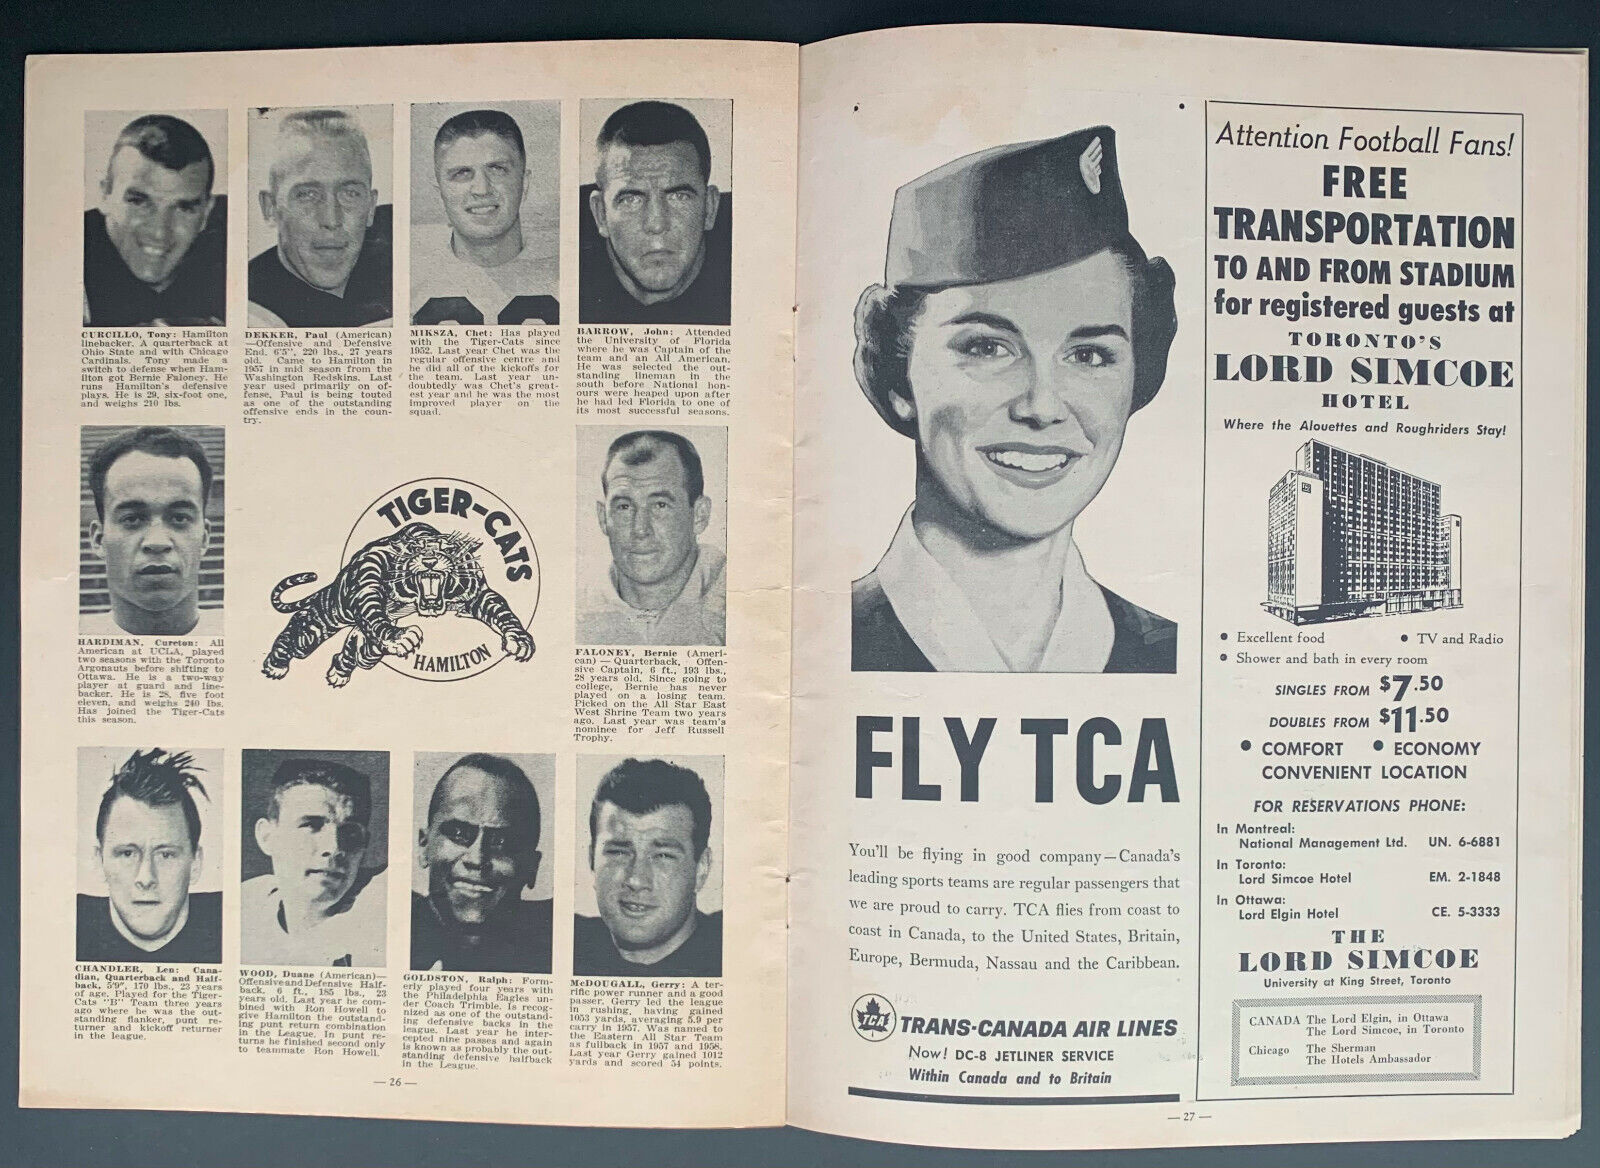 CURCILLO, Tony: Hamilton
linebacker. A quarterback at
Ohio State and with Chicago
Cardinals. Tony made a
switch to defense when Ham-
ilton got Bernie Faloney. He
runs Hamilton's defensive
plays. He is 29, six-foot one,
and weighs 210 lbs.
DEKKER, Paul (American)
—Offensive and Defensive
End. 6'5", 220 lbs., 27 years
old. Came to Hamilton in
1957 in mid season from the
Washington Redskins. Last
year used primarily on of-
fense, Paul is being touted
as one of the outstanding
offensive ends in the coun-
try.
MIKSZA, Chet: Has played
with the Tiger-Cats since
1952. Last year Chet was the
regular offensive centre and
he did all of the kickoffs for
the team. Last year un-
doubtedly was Chet's great-
est year and he was the most
improved player on the
squad.
BARROW, John: Attended
the University of Florida
where he was Captain of the
team and an All American.
He was selected the out-
standing lineman in the
south before National hon-
ours were heaped upon after
he had led Florida to one of
its most successful seasons.
HARDIMAN, Cureton: All
American at UCLA, played
two seasons with the Toronto
Argonauts before shifting to
Ottawa. He is a two-way
player at guard and line-
backer. He is 28, five foot
eleven, and weighs 240 lbs.
Has joined the Tiger-Cats
this season.
TIGER-CATS
HAMILTON
FALONEY, Bernie (Ameri-
can) — Quarterback, Offen-
sive Captain, 6 ft., 193 lbs.,
28 years old. Since going to
college, Bernie has never
played on a losing team.
Picked on the All Star East
West Shrine Team two years
ago. Last year was team's
nominee for Jeff Russell
Trophy.
CHANDLER, Len: Cana-
dian, Quarterback and Half-
back, 5'9", 170 lbs., 23 years
of age. Played for the Tiger-
Cats "B" Team three years
ago where he was the out-
standing flanker, punt re-
turner and kickoff returner
in the league.
WOOD, Duane (American)—
Offensive and Defensive Half-
back, 6 ft., 185 lbs., 23
years old. Last year he com-
bined with Ron Howell to
give Hamilton the outstand-
ing punt return combination
in the League. In punt re-
turns he finished second only
to teammate Ron Howell.
GOLDSTON, Ralph: Form-
erly played four years with
the Philadelphia Eagles un-
der Coach Trimble. Is recog-
nized as one of the outstand-
ing defensive backs in the
league. Last year he inter-
cepted nine passes and again
is known as probably the out-
standing defensive halfback
in the League.
McDOUGALL, Gerry: A ter-
rific power runner and a good
passer. Gerry led the league
in rushing, having gained
1053 yards, averaging 5.9 per
carry in 1957. Was named to
the Eastern All Star Team
as fullback in 1957 and 1958.
Last year Gerry gained 1012
yards and scored 54 points.
— 26 —
FLY TCA
You'll be flying in good company—Canada's
leading sports teams are regular passengers that
we are proud to carry. TCA flies from coast to
coast in Canada, to the United States, Britain,
Europe, Bermuda, Nassau and the Caribbean.
TCA
TRANS-CANADA AIR LINES
Now! DC-8 JETLINER SERVICE
Within Canada and to Britain
Attention Football Fans!
FREE
TRANSPORTATION
TO AND FROM STADIUM
for registered guests at
TORONTO'S
LORD SIMCOE
HOTEL
Where the Alouettes and Roughriders Stay!
• Excellent food • TV and Radio
• Shower and bath in every room
SINGLES FROM $7.50
DOUBLES FROM $11.50
• COMFORT • ECONOMY
CONVENIENT LOCATION
FOR RESERVATIONS PHONE:
In Montreal:
National Management Ltd. UN. 6-6881
In Toronto:
Lord Simcoe Hotel EM. 2-1848
In Ottawa:
Lord Elgin Hotel CE. 5-3333
THE
LORD SIMCOE
University at King Street, Toronto
CANADA The Lord Elgin, in Ottawa
The Lord Simcoe, in Toronto
Chicago The Sherman
The Hotels Ambassador
— 27 —